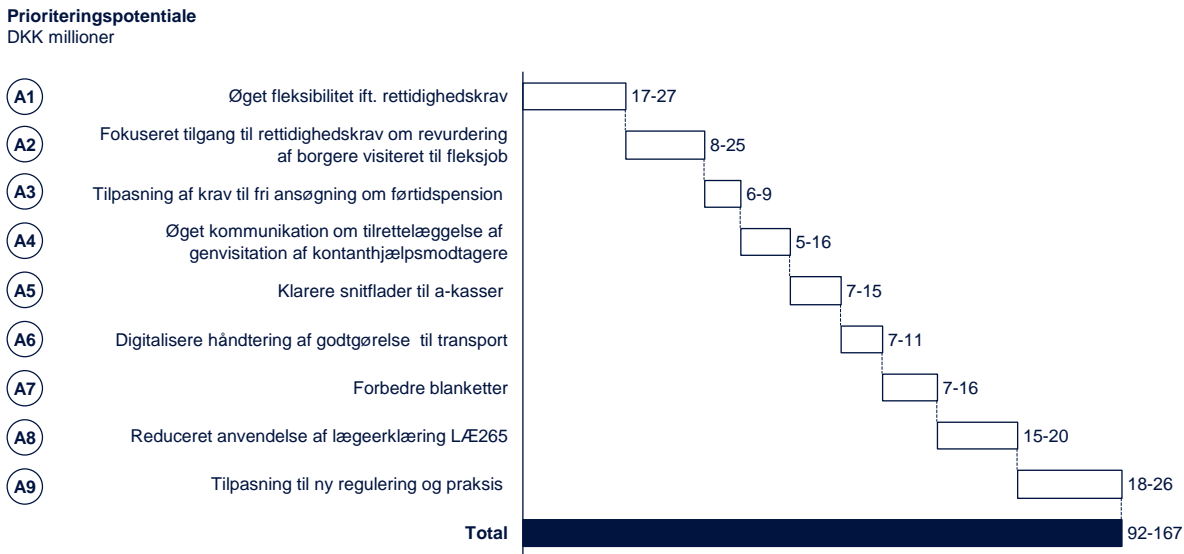 Prioriteringspotentiale
DKK millioner
A1 Øget fleksibilitet ift. rettidighedskrav 17-27
A2 Fokuseret tilgang til rettidighedskrav om revurdering
af borgere visiteret til fleksjob 8-25
A3 Tilpasning af krav til fri ansøgning om førtidspension 6-9
A4 Øget kommunikation om tilrettelæggelse af
genvisitation af kontanthjælpsmodtagere 5-16
A5 Klarere snitflader til a-kasser 7-15
A6 Digitalisere håndtering af godtgørelse til transport 7-11
A7 Forbedre blanketter 7-16
A8 Reduceret anvendelse af lægeerklæring LÆ265 15-20
A9 Tilpasning til ny regulering og praksis 18-26
Total 92-167